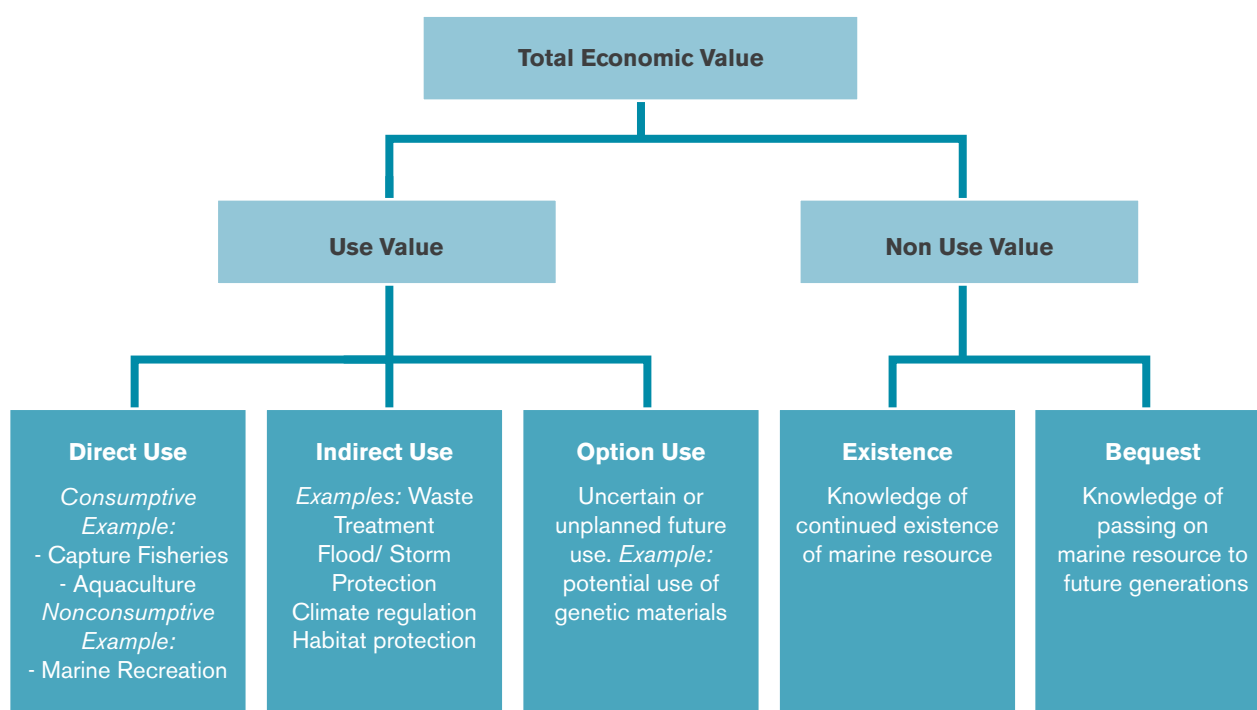 Total Economic Value
Use Value
Non Use Value
Direct Use
Consumptive
Example:
- Capture Fisheries
- Aquaculture
Nonconsumptive
Example:
- Marine Recreation
Indirect Use
Examples: Waste
Treatment
Flood/ Storm
Protection
Climate regulation
Habitat protection
Option Use
Uncertain or
unplanned future
use. Example:
potential use of
genetic materials
Existence
Knowledge of
continued existence
of marine resource
Bequest
Knowledge of
passing on
marine resource to
future generations